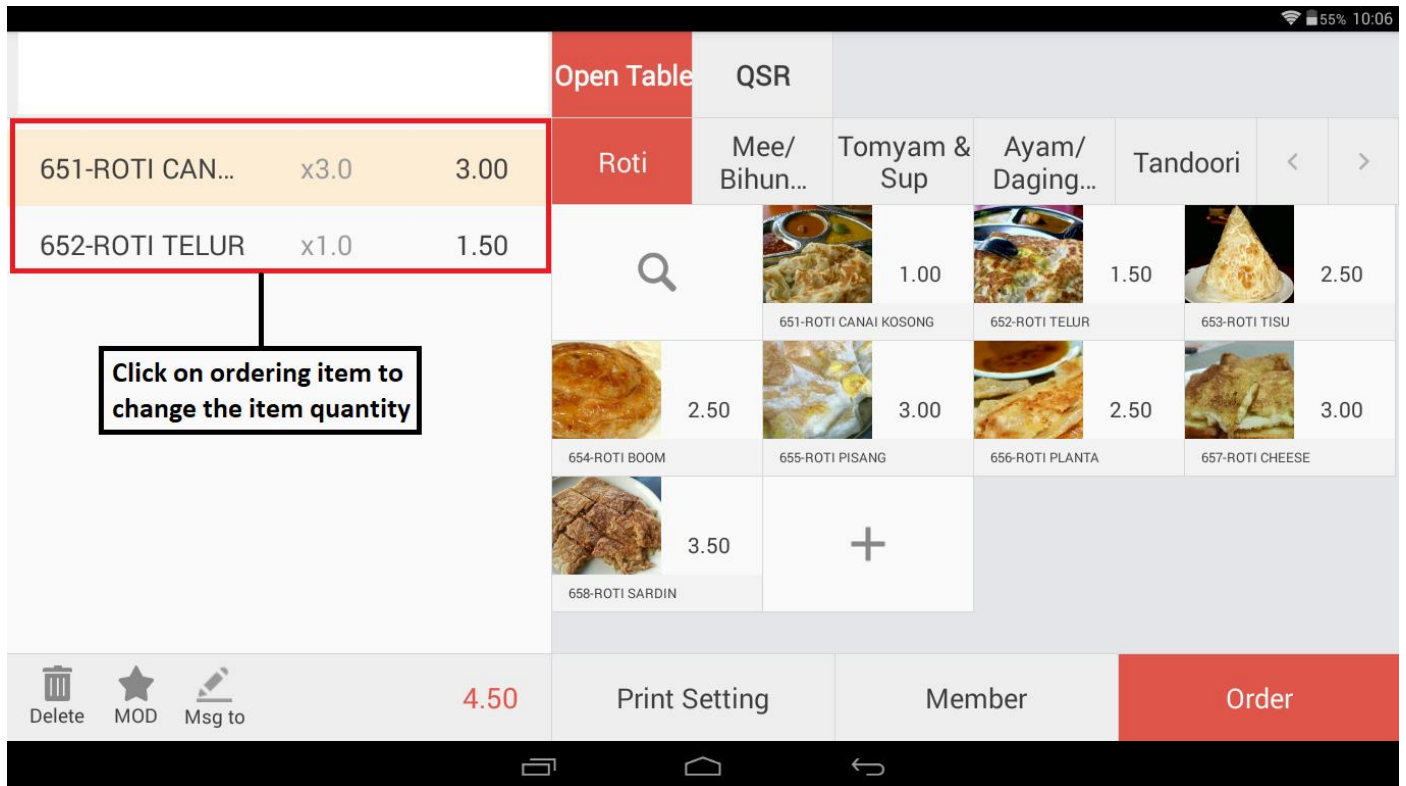 55% 10:06
Open Table
QSR
Roti
Mee/
Bihun...
Tomyam &
Sup
Ayam/
Daging...
Tandoori
<
>
651-ROTI CAN... x3.0 3.00
652-ROTI TELUR x1.0 1.50
Click on ordering item to
change the item quantity
1.00
651-ROTI CANAI KOSONG
1.50
652-ROTI TELUR
2.50
653-ROTI TISU
2.50
654-ROTI BOOM
3.00
655-ROTI PISANG
2.50
656-ROTI PLANTA
3.00
657-ROTI CHEESE
3.50
658-ROTI SARDIN
+
Delete
MOD
Msg to
4.50
Print Setting
Member
Order